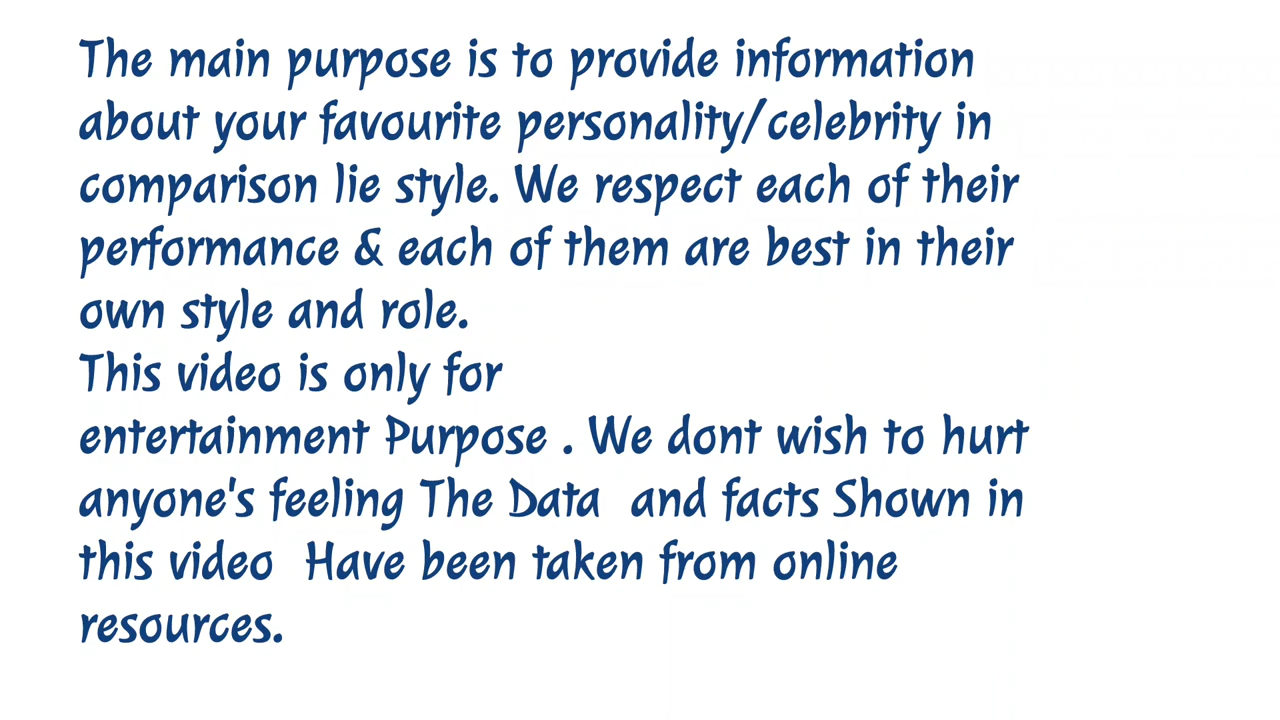 The main purpose is to provide information
about your favourite personality/celebrity in
comparison lie style. We respect each of their
performance & each of them are best in their
own style and role.
This video is only for
entertainment Purpose . We dont wish to hurt
anyone's feeling The Data  and facts Shown in
this video  Have been taken from online
resources.